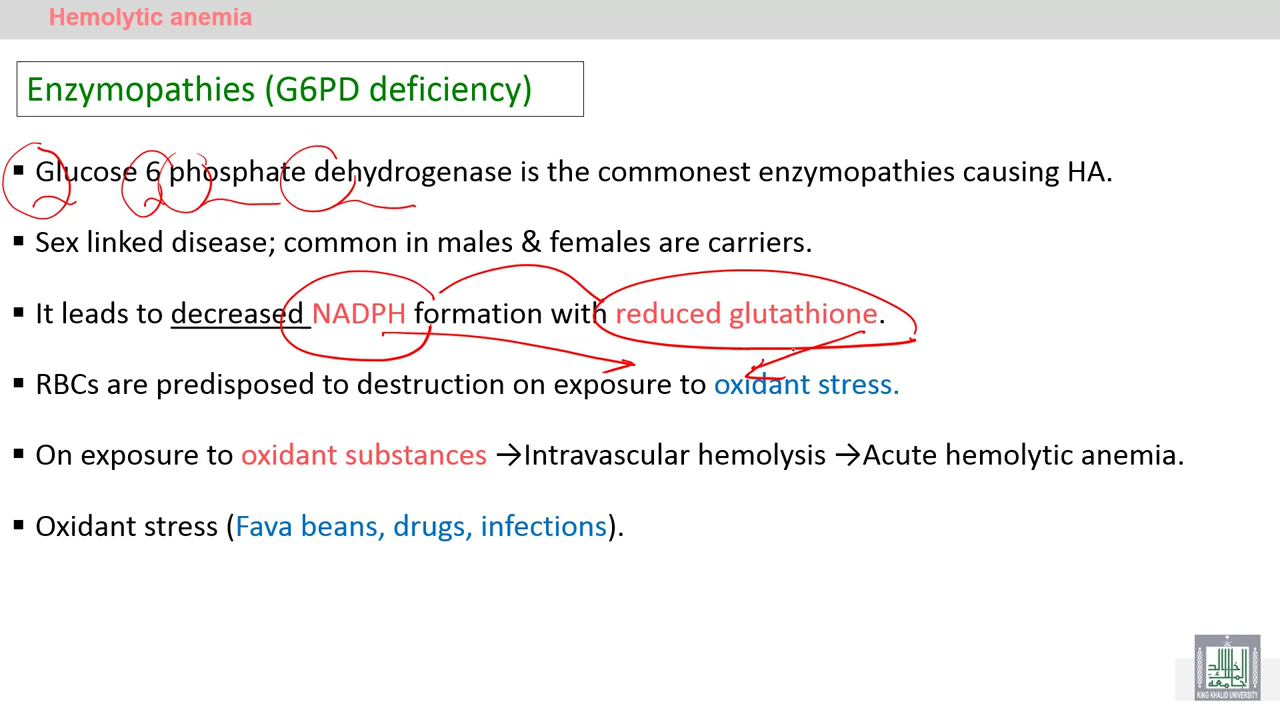 Hemolytic anemia
Enzymopathies (G6PD deficiency)
▪ Glucose 6 phosphate dehydrogenase is the commonest enzymopathies causing HA.
▪ Sex linked disease; common in males & females are carriers.
▪ It leads to decreased NADPH formation with reduced glutathione.
▪ RBCs are predisposed to destruction on exposure to oxidant stress.
▪ On exposure to oxidant substances →Intravascular hemolysis →Acute hemolytic anemia.
▪ Oxidant stress (Fava beans, drugs, infections).
KING KHALID UNIVERSITY